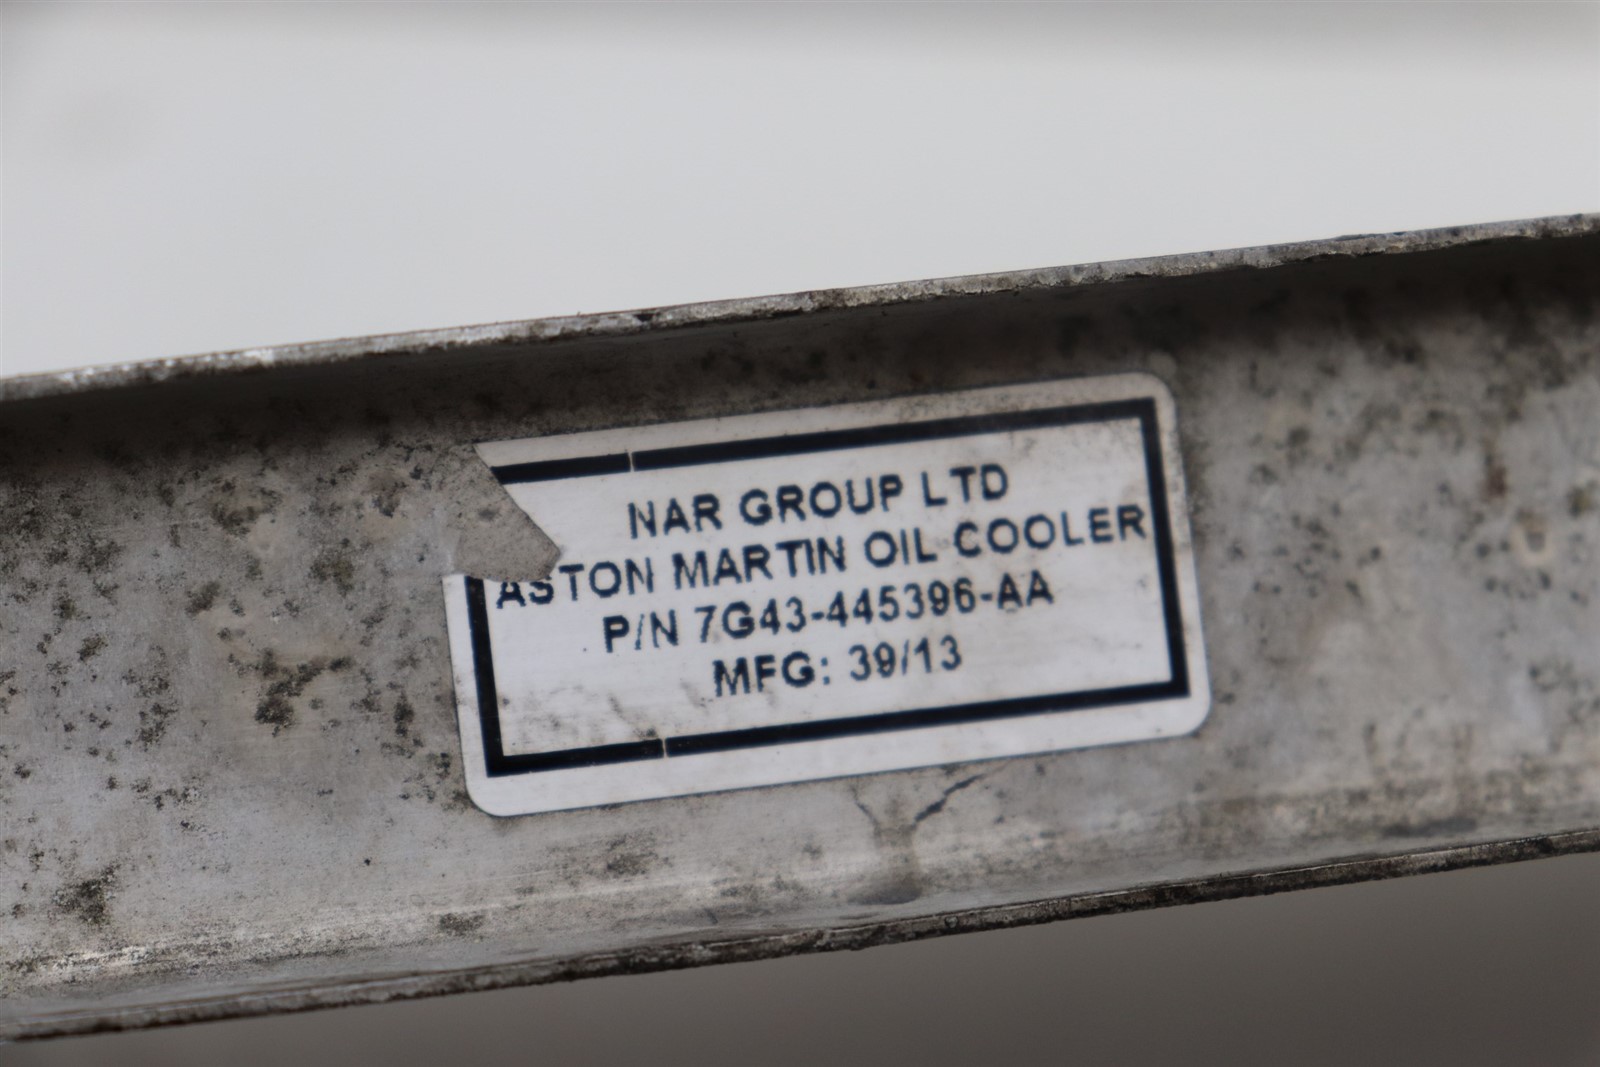 NAR GROUP LTD
ASTON MARTIN OIL COOLER
P/N 7G43-445396-AA
MFG: 39/13